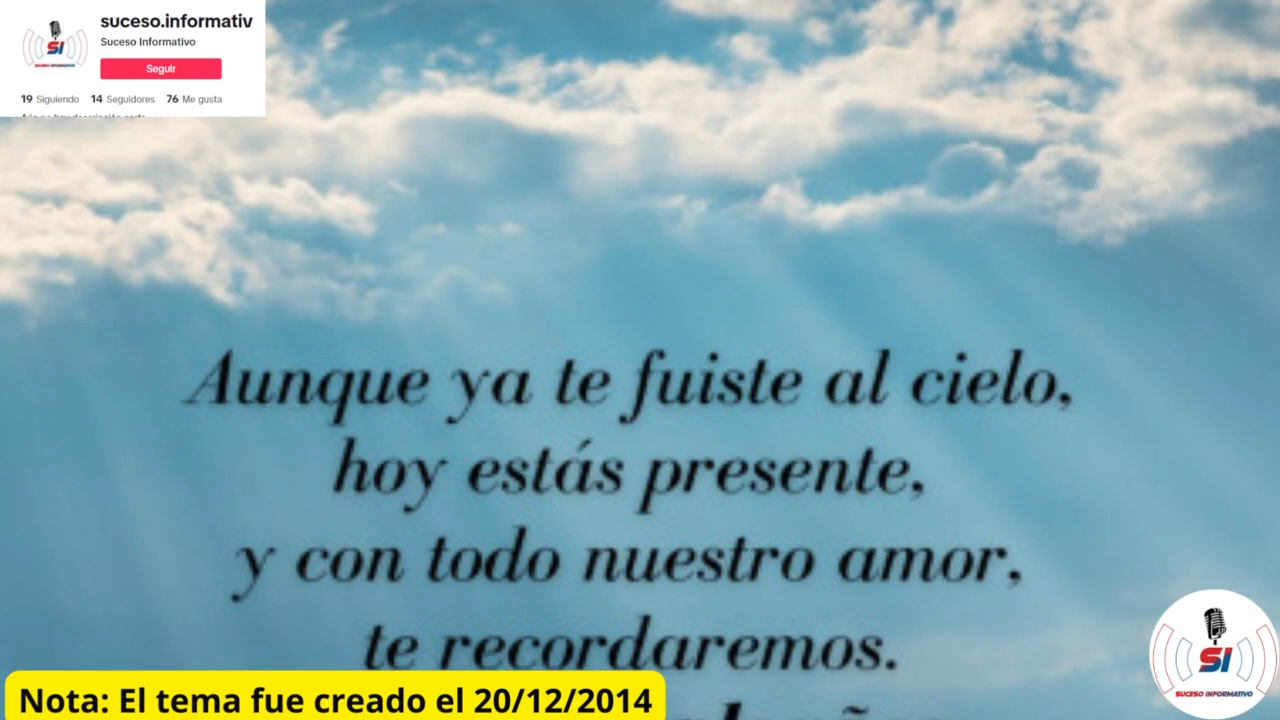 suceso.informativ
SI
SUCESO INFORMATIVO
Suceso Informativo
Seguir
19 Siguiendo 14 Seguidores 76 Me gusta
Aunque ya te fuiste al cielo,
hoy estás presente,
y con todo nuestro amor,
te recordaremos.
Nota: El tema fue creado el 20/12/2014
SI
SUCESO INFORMATIVO